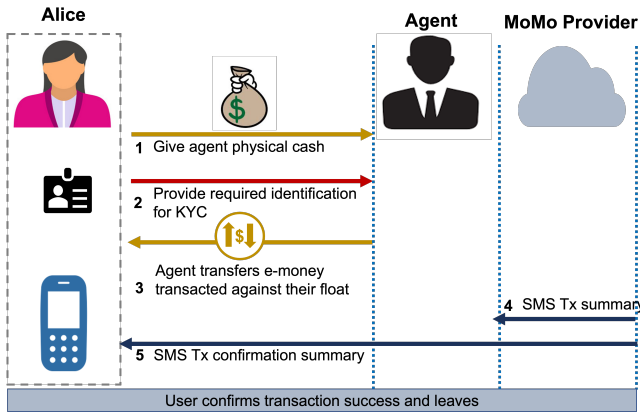 Alice
Agent
MoMo Provider
$
1 Give agent physical cash
2 Provide required identification
for KYC
$
Agent transfers e-money
3 transacted against their float
4 SMS Tx summary
5 SMS Tx confirmation summary
User confirms transaction success and leaves